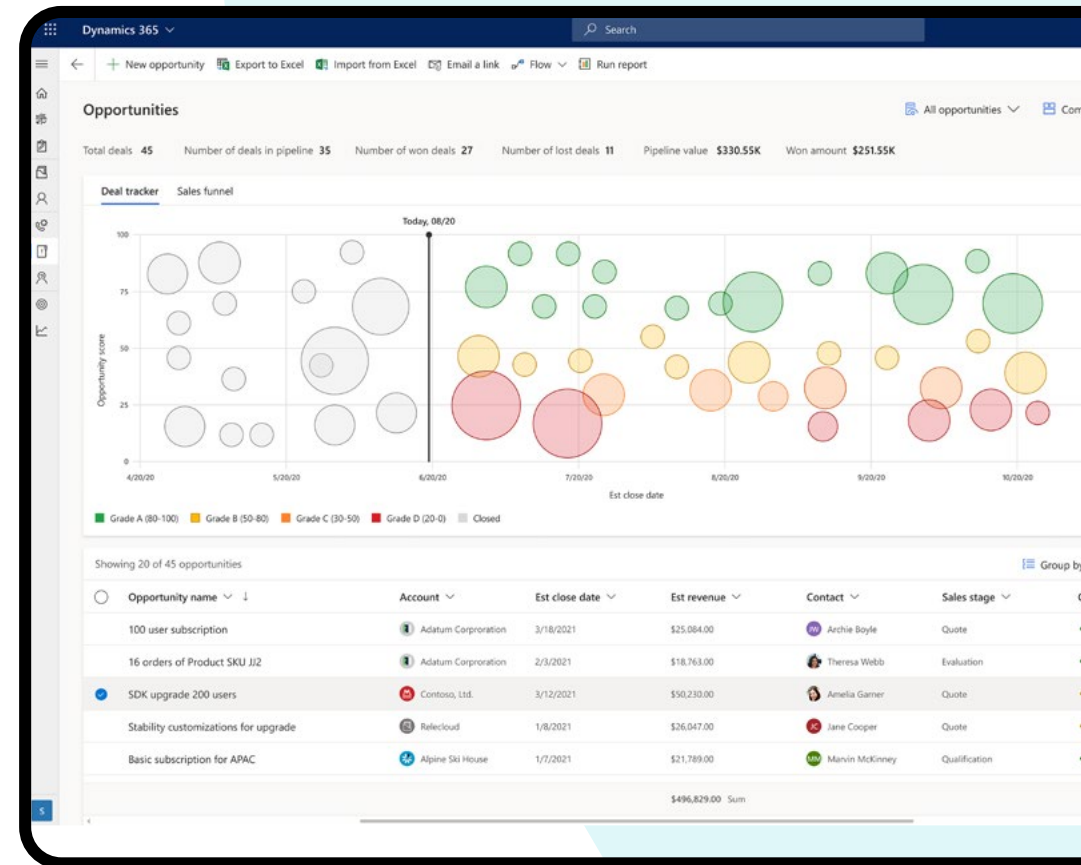 Dynamics 365
Search
New opportunity Export to Excel Import from Excel Email a link Flow Run report
Opportunities
All opportunities Com
Total deals 45 Number of deals in pipeline 35 Number of won deals 27 Number of lost deals 11 Pipeline value $330.55K Won amount $251.55K
Deal tracker Sales funnel
Today, 08/20
100
75
50
25
0
Opportunity score
4/20/20 5/20/20 6/20/20 7/20/20 8/20/20 9/20/20 10/20/20
Est close date
Grade A (80-100) Grade B (50-80) Grade C (30-50) Grade D (20-0) Closed
Showing 20 of 45 opportunities Group by
Opportunity name Account Est close date Est revenue Contact Sales stage
100 user subscription Adatum Corproration 3/18/2021 $25,084.00 AW Archie Boyle Quote
16 orders of Product SKU JJ2 Adatum Corproration 2/3/2021 $18,763.00 Theresa Webb Evaluation
SDK upgrade 200 users Contoso, Ltd. 3/12/2021 $50,230.00 Amelia Garner Quote
Stability customizations for upgrade Relecloud 1/8/2021 $26,047.00 JC Jane Cooper Quote
Basic subscription for APAC Alpine Ski House 1/7/2021 $21,789.00 MM Marvin McKinney Qualification
$496,829.00 Sum
S